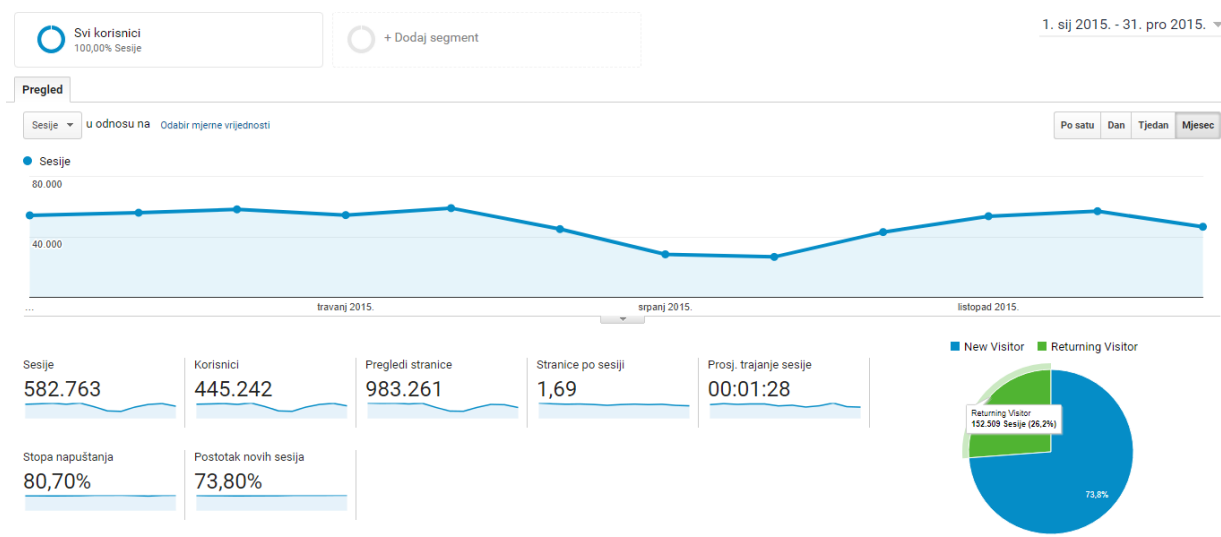 Svi korisnici
100,00% Sesije
+ Dodaj segment
1. sij 2015. - 31. pro 2015.
Pregled
Sesije u odnosu na Odabir mjerne vrijednosti
Po satu Dan Tjedan Mjesec
Sesije
80.000
40.000
... travanj 2015. srpanj 2015. listopad 2015.
New Visitor Returning Visitor
Sesije Korisnici Pregledi stranice Stranice po sesiji Prosj. trajanje sesije
582.763 445.242 983.261 1,69 00:01:28
Returning Visitor
152.509 Sesije (26,2%)
Stopa napuštanja Postotak novih sesija
80,70% 73,80%
73,8%